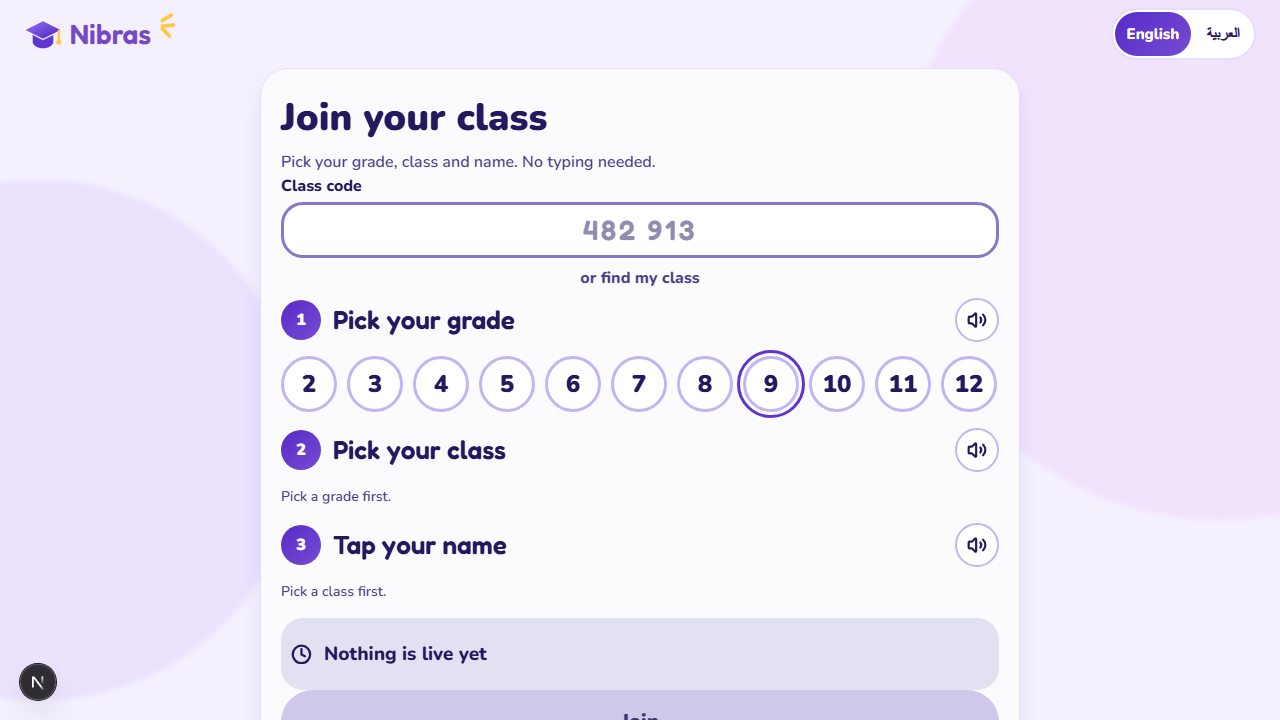 Nibras
English العربية
Join your class
Pick your grade, class and name. No typing needed.
Class code
482 913
or find my class
1 Pick your grade
2 3 4 5 6 7 8 9 10 11 12
2 Pick your class
Pick a grade first.
3 Tap your name
Pick a class first.
Nothing is live yet
N
Join